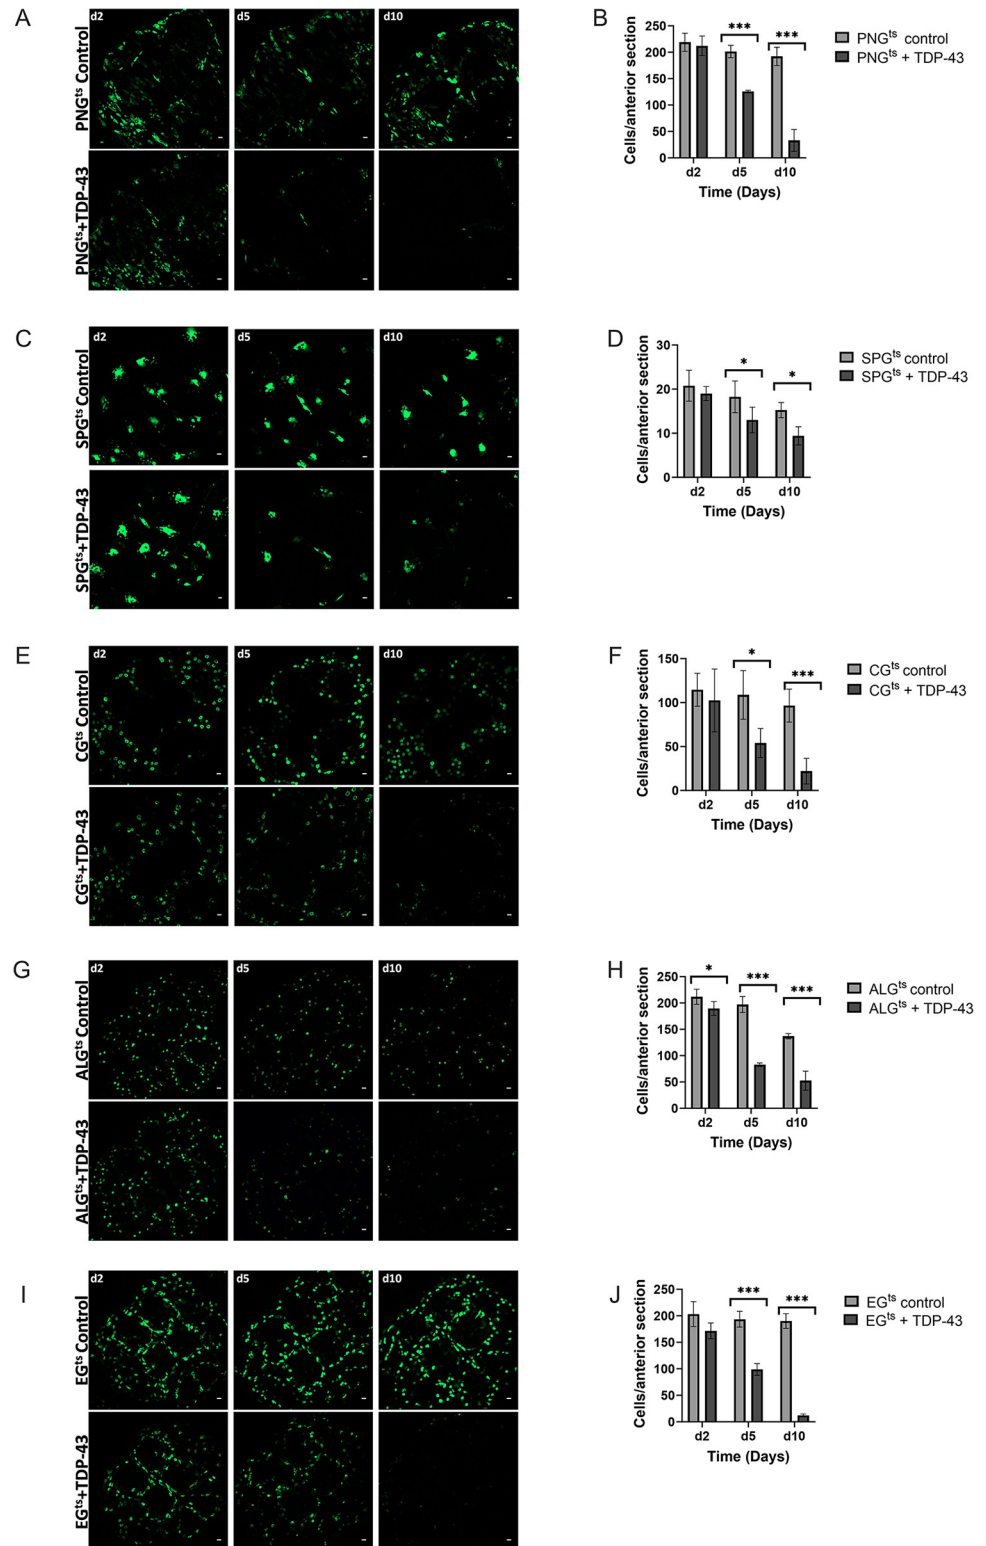 A
d2
d5
d10
PNGts Control
PNGts+TDP-43
B
250
200
150
100
50
0
Cells/anterior section
***
***
d2
d5
d10
Time (Days)
PNGts control
PNGts + TDP-43
C
d2
d5
d10
SPGts Control
SPGts+TDP-43
D
30
20
10
0
Cells/anterior section
*
*
d2
d5
d10
Time (Days)
SPGts control
SPGts + TDP-43
E
d2
d5
d10
CGts Control
CGts+TDP-43
F
150
100
50
0
Cells/anterior section
*
***
d2
d5
d10
Time (Days)
CGts control
CGts + TDP-43
G
d2
d5
d10
ALGts Control
ALGts+TDP-43
H
250
200
150
100
50
0
Cells/anterior section
*
***
***
d2
d5
d10
Time (Days)
ALGts control
ALGts + TDP-43
I
d2
d5
d10
EGts Control
EGts+TDP-43
J
250
200
150
100
50
0
Cells/anterior section
***
***
d2
d5
d10
Time (Days)
EGts control
EGts + TDP-43